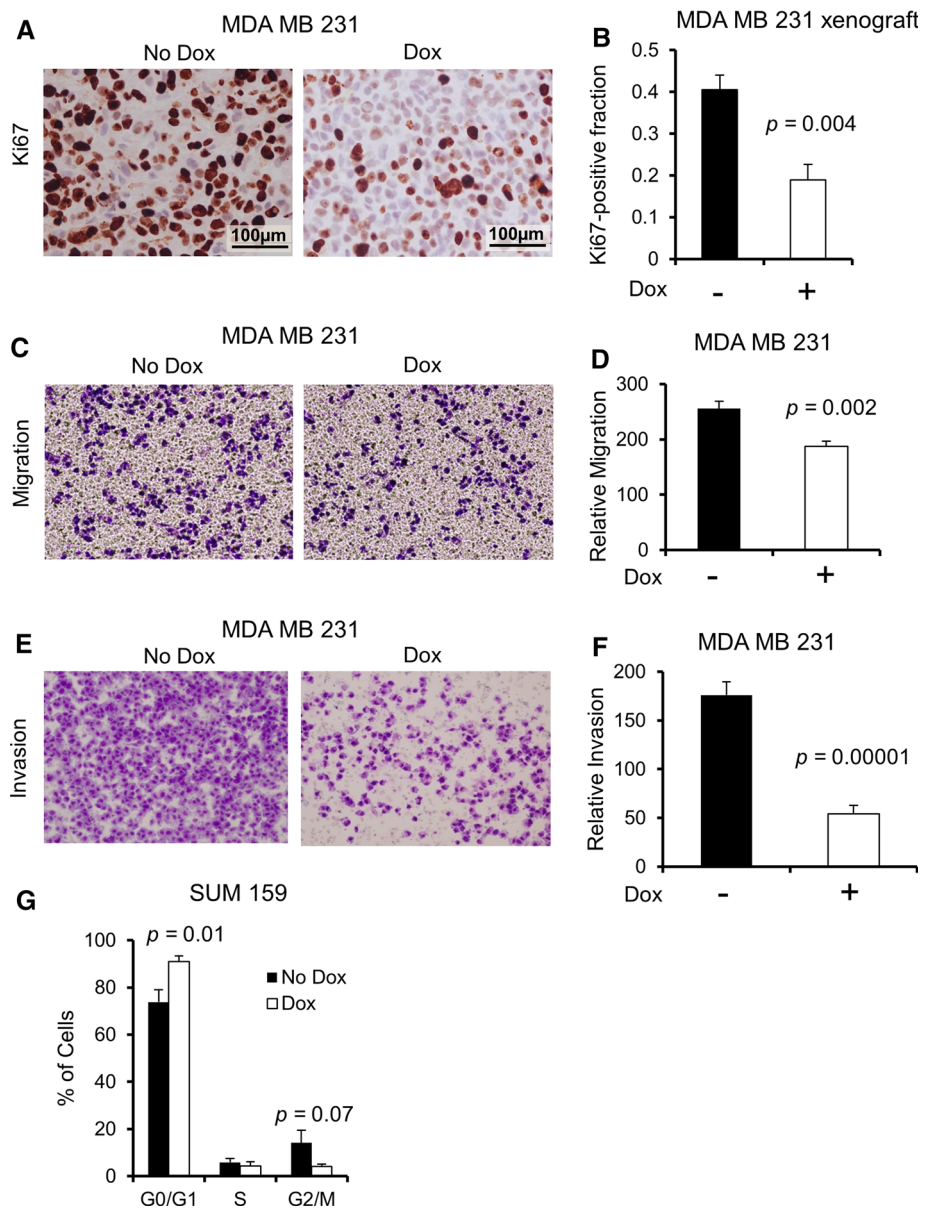 A
MDA MB 231
No Dox
Dox
Ki67
100µm
100µm
B
MDA MB 231 xenograft
Ki67-positive fraction
0.5
0.4
0.3
0.2
0.1
0
p = 0.004
Dox - +
C
MDA MB 231
No Dox
Dox
Migration
D
MDA MB 231
Relative Migration
300
200
100
0
p = 0.002
Dox - +
E
MDA MB 231
No Dox
Dox
Invasion
F
MDA MB 231
Relative Invasion
200
150
100
50
0
p = 0.00001
Dox - +
G
SUM 159
% of Cells
100
80
60
40
20
0
p = 0.01
No Dox
Dox
p = 0.07
G0/G1 S G2/M